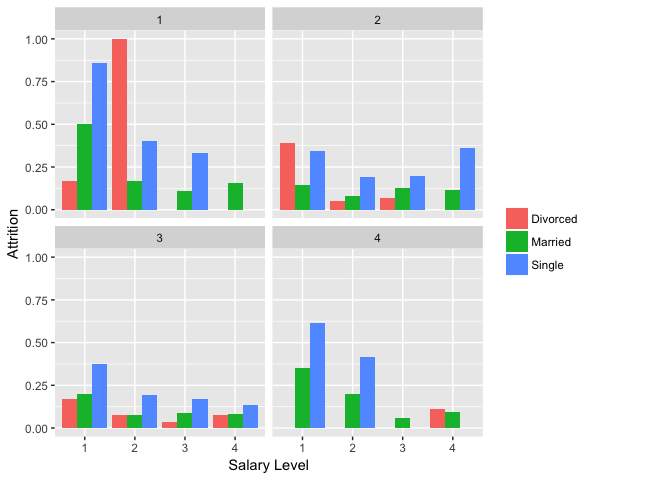 1 2
1.00
0.75
0.50
0.25
0.00
3 4
1.00
0.75
0.50
0.25
0.00
1 2 3 4 1 2 3 4
Salary Level
Attrition
Divorced
Married
Single